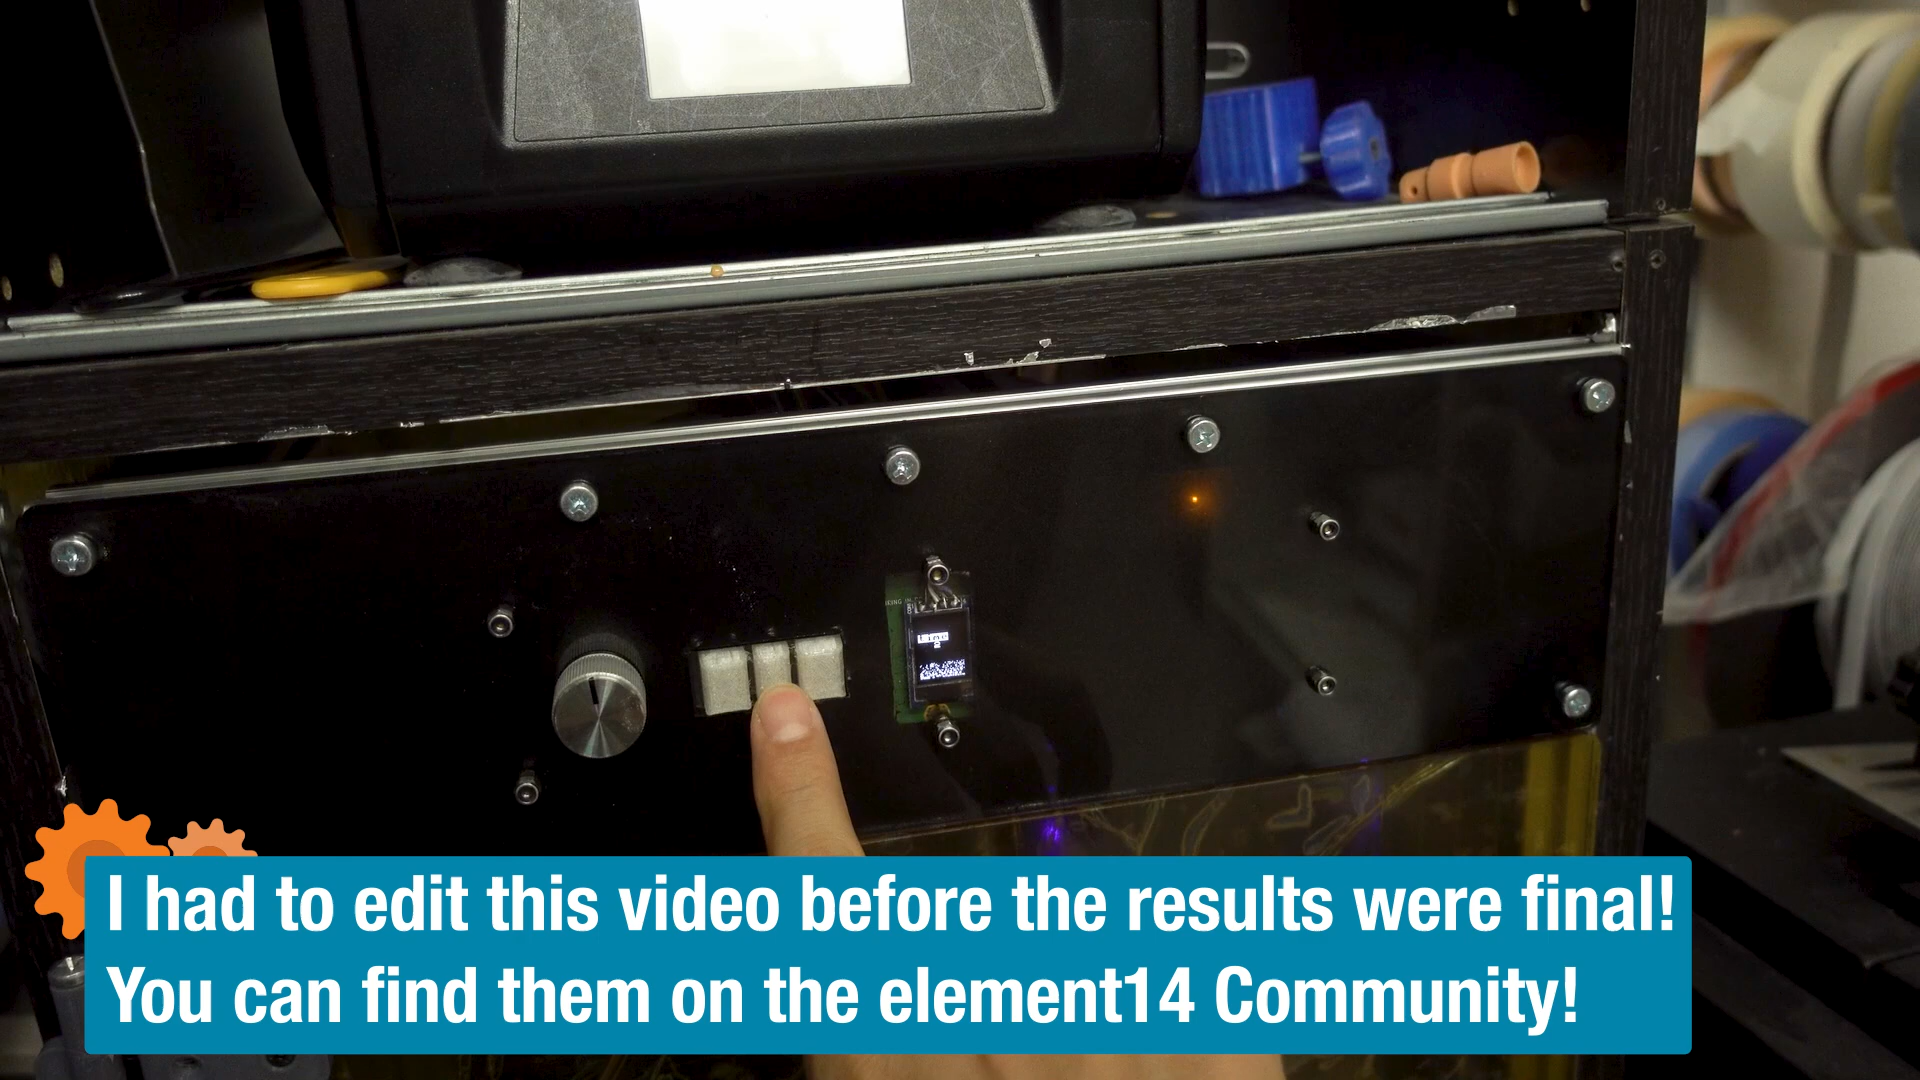 I had to edit this video before the results were final!
You can find them on the element14 Community!